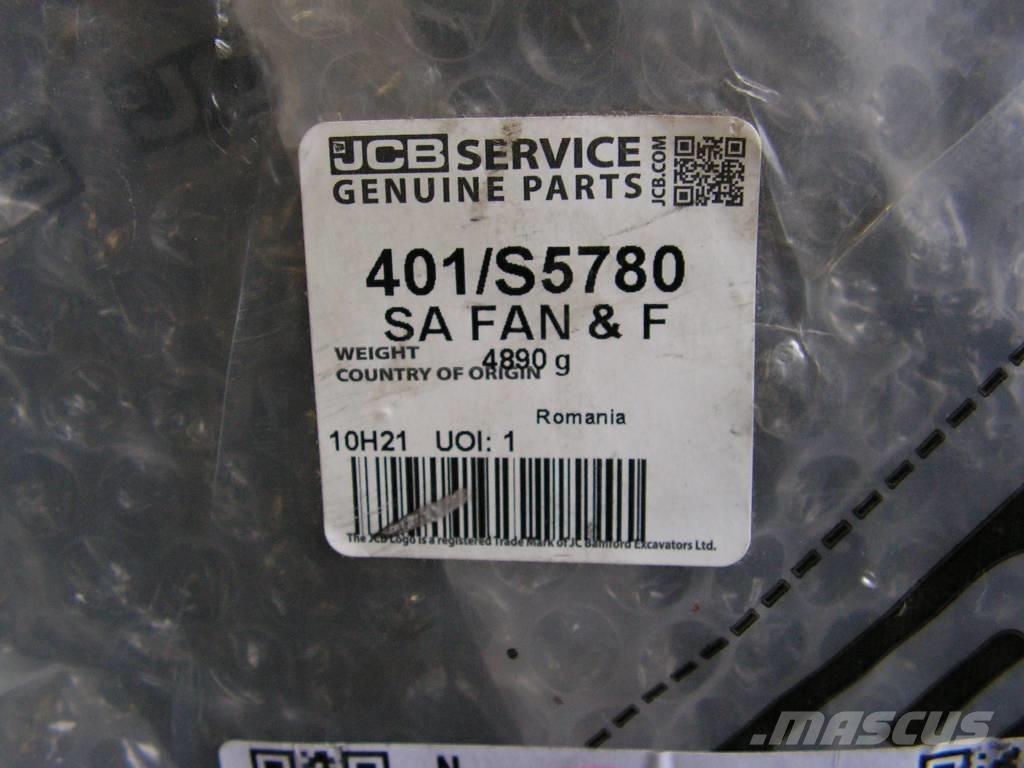 JCB
JCB SERVICE
GENUINE PARTS
JCB.COM
401/S5780
SA FAN & F
WEIGHT 4890 g
COUNTRY OF ORIGIN
Romania
10H21 UOI: 1
The JCB Logo is a registered Trade Mark of JC Bamford Excavators Ltd.
MASCUS